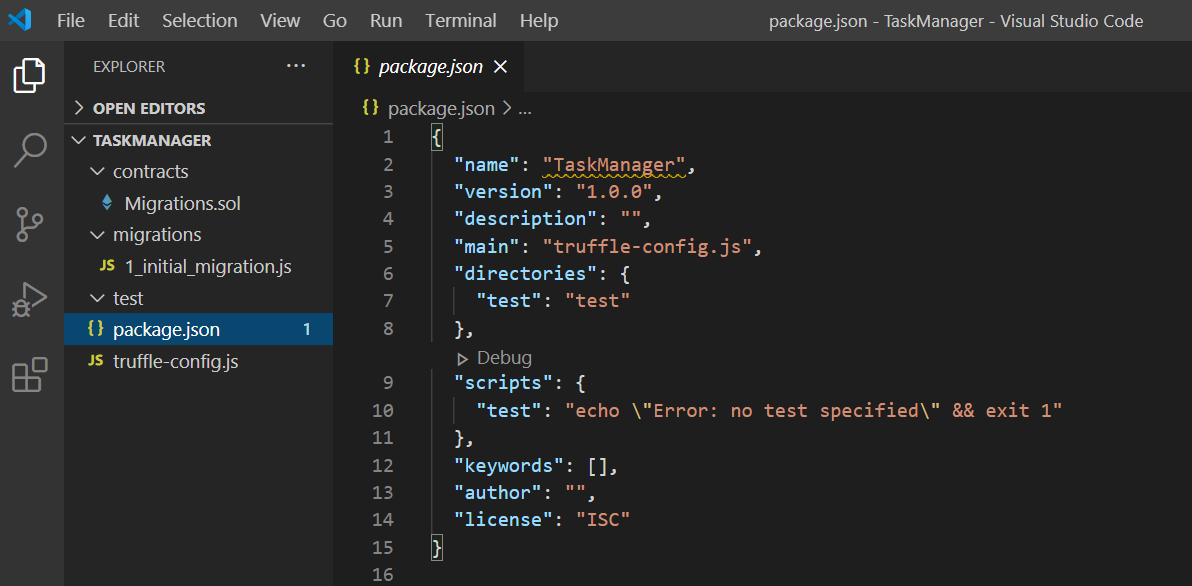 File Edit Selection View Go Run Terminal Help package.json - TaskManager - Visual Studio Code
EXPLORER ...
OPEN EDITORS
TASKMANAGER
contracts
Migrations.sol
migrations
JS 1_initial_migration.js
test
{} package.json 1
JS truffle-config.js
{} package.json ×
{} package.json > ...
1 {
2 "name": "TaskManager",
3 "version": "1.0.0",
4 "description": "",
5 "main": "truffle-config.js",
6 "directories": {
7 "test": "test"
8 },
Debug
9 "scripts": {
10 "test": "echo \"Error: no test specified\" && exit 1"
11 },
12 "keywords": [],
13 "author": "",
14 "license": "ISC"
15 }
16